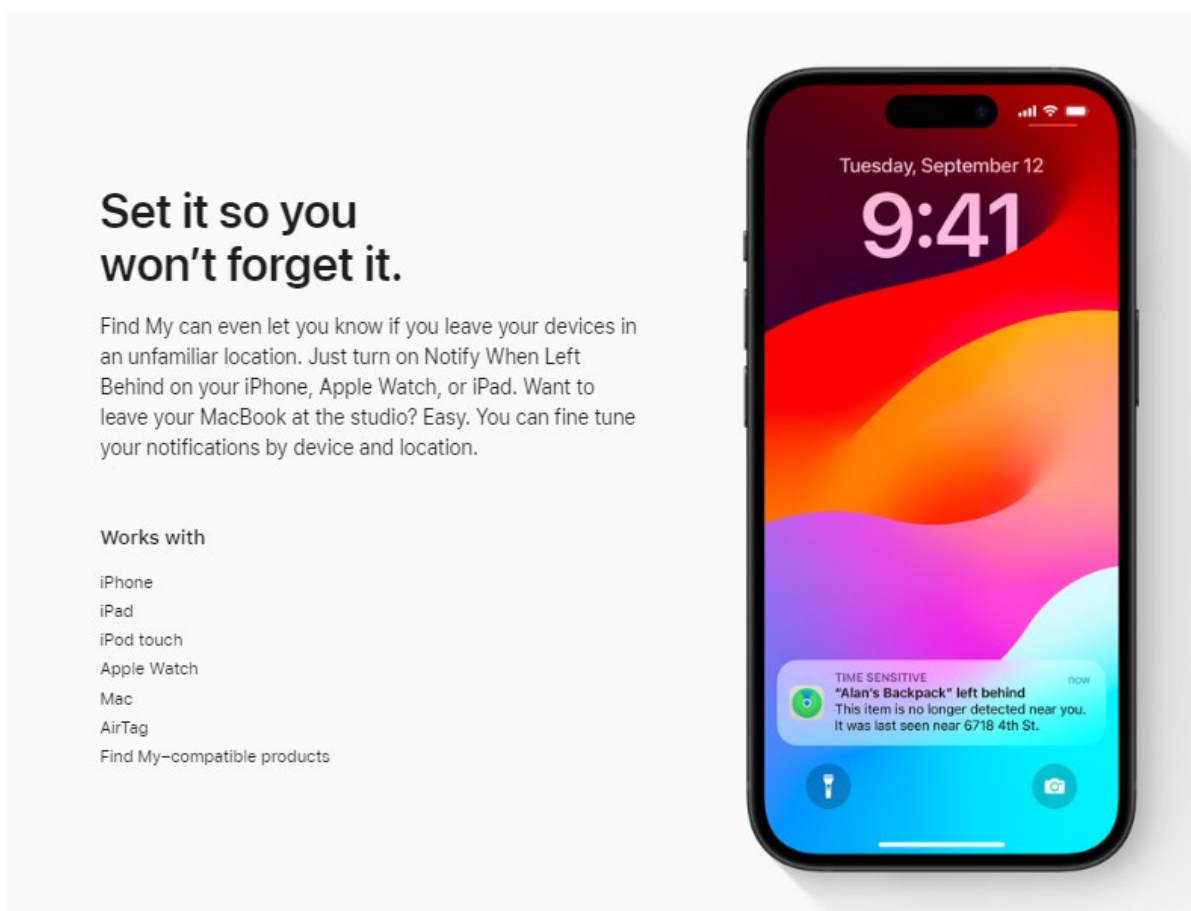 Set it so you
won’t forget it.
Find My can even let you know if you leave your devices in
an unfamiliar location. Just turn on Notify When Left
Behind on your iPhone, Apple Watch, or iPad. Want to
leave your MacBook at the studio? Easy. You can fine tune
your notifications by device and location.
Works with
iPhone
iPad
iPod touch
Apple Watch
Mac
AirTag
Find My–compatible products
Tuesday, September 12
9:41
TIME SENSITIVE now
“Alan’s Backpack” left behind
This item is no longer detected near you.
It was last seen near 6718 4th St.